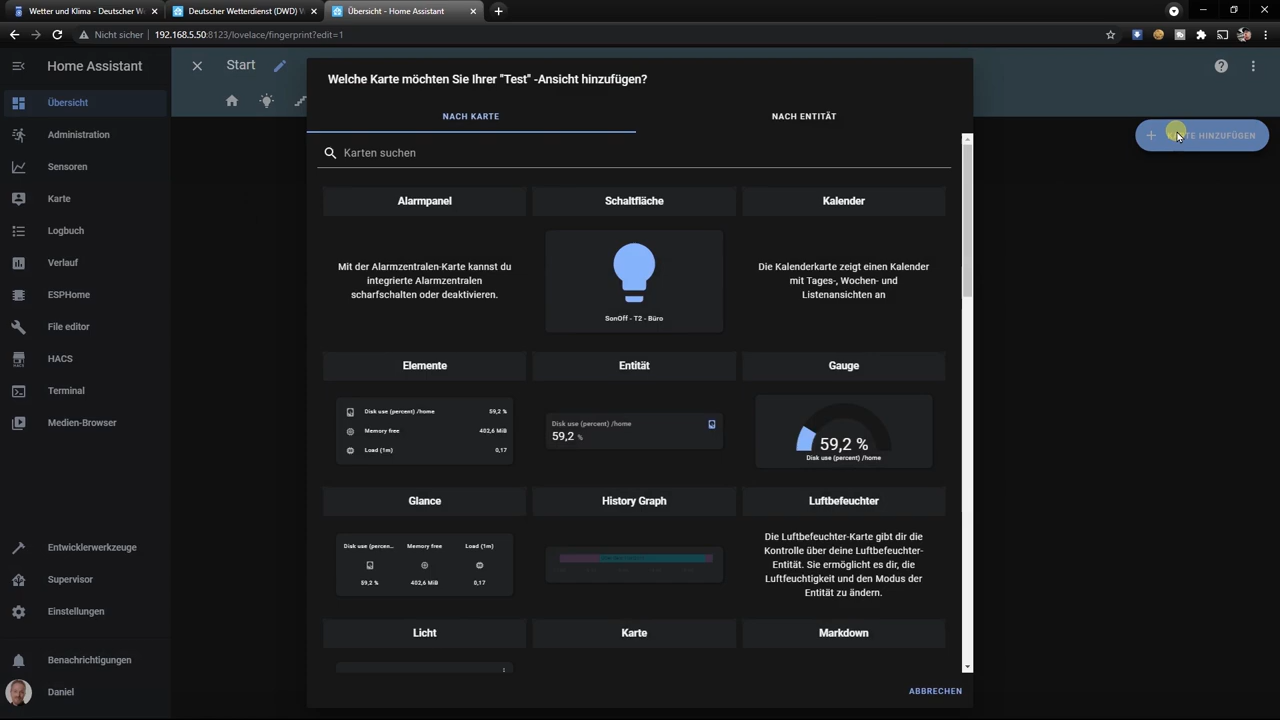 Wetter und Klima - Deutscher We
Deutscher Wetterdienst (DWD) W
Übersicht - Home Assistant
Nicht sicher
192.168.5.50:8123/lovelace/fingerprint?edit=1
Home Assistant
Start
Übersicht
Administration
Sensoren
Karte
Logbuch
Verlauf
ESPHome
File editor
HACS
HACS
Terminal
Medien-Browser
Entwicklerwerkzeuge
Supervisor
Einstellungen
Benachrichtigungen
Daniel
HINZUFÜGEN
Welche Karte möchten Sie Ihrer "Test" -Ansicht hinzufügen?
NACH KARTE
NACH ENTITÄT
Karten suchen
Alarmpanel
Schaltfläche
Kalender
Mit der Alarmzentralen-Karte kannst du
integrierte Alarmzentralen
scharfschalten oder deaktivieren.
SonOff - T2 - Büro
Die Kalenderkarte zeigt einen Kalender
mit Tages-, Wochen- und
Listenansichten an
Elemente
Entität
Gauge
Disk use (percent) /home 59,2 %
Memory free 402,6 MiB
Load (1m) 0,17
Disk use (percent) /home
59,2 %
59,2 %
Disk use (percent) /home
Glance
History Graph
Luftbefeuchter
Disk use (percen... Memory free Load (1m)
59,2 % 402,6 MiB 0,17
Die Luftbefeuchter-Karte gibt dir die
Kontrolle über deine Luftbefeuchter-
Entität. Sie ermöglicht es dir, die
Luftfeuchtigkeit und den Modus der
Entität zu ändern.
Licht
Karte
Markdown
ABBRECHEN